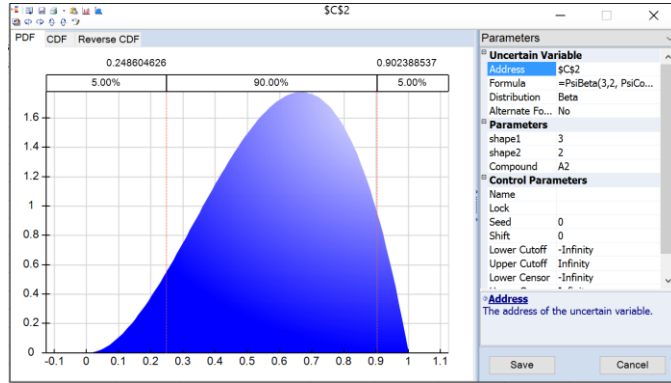 $C$2
PDF CDF Reverse CDF
0.248604626 0.902388537
5.00% 90.00% 5.00%
1.6
1.4
1.2
1
0.8
0.6
0.4
0.2
0
-0.1 0 0.1 0.2 0.3 0.4 0.5 0.6 0.7 0.8 0.9 1 1.1
Parameters
Uncertain Variable
Address $C$2
Formula =PsiBeta(3,2, PsiCo...
Distribution Beta
Alternate Fo... No
Parameters
shape1 3
shape2 2
Compound A2
Control Parameters
Name
Lock
Seed 0
Shift 0
Lower Cutoff -Infinity
Upper Cutoff Infinity
Lower Censor -Infinity
Address
The address of the uncertain variable.
Save Cancel